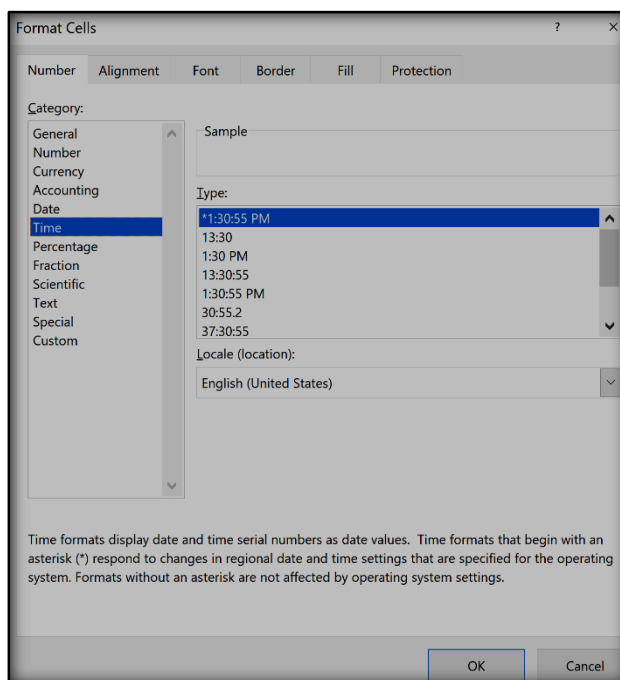 Format Cells ? ×
Number Alignment Font Border Fill Protection
Category:
General
Number
Currency
Accounting
Date
Time
Percentage
Fraction
Scientific
Text
Special
Custom
Sample
Type:
*1:30:55 PM
13:30
1:30 PM
13:30:55
1:30:55 PM
30:55.2
37:30:55
Locale (location):
English (United States)
Time formats display date and time serial numbers as date values.  Time formats that begin with an
asterisk (*) respond to changes in regional date and time settings that are specified for the operating
system. Formats without an asterisk are not affected by operating system settings.
OK Cancel